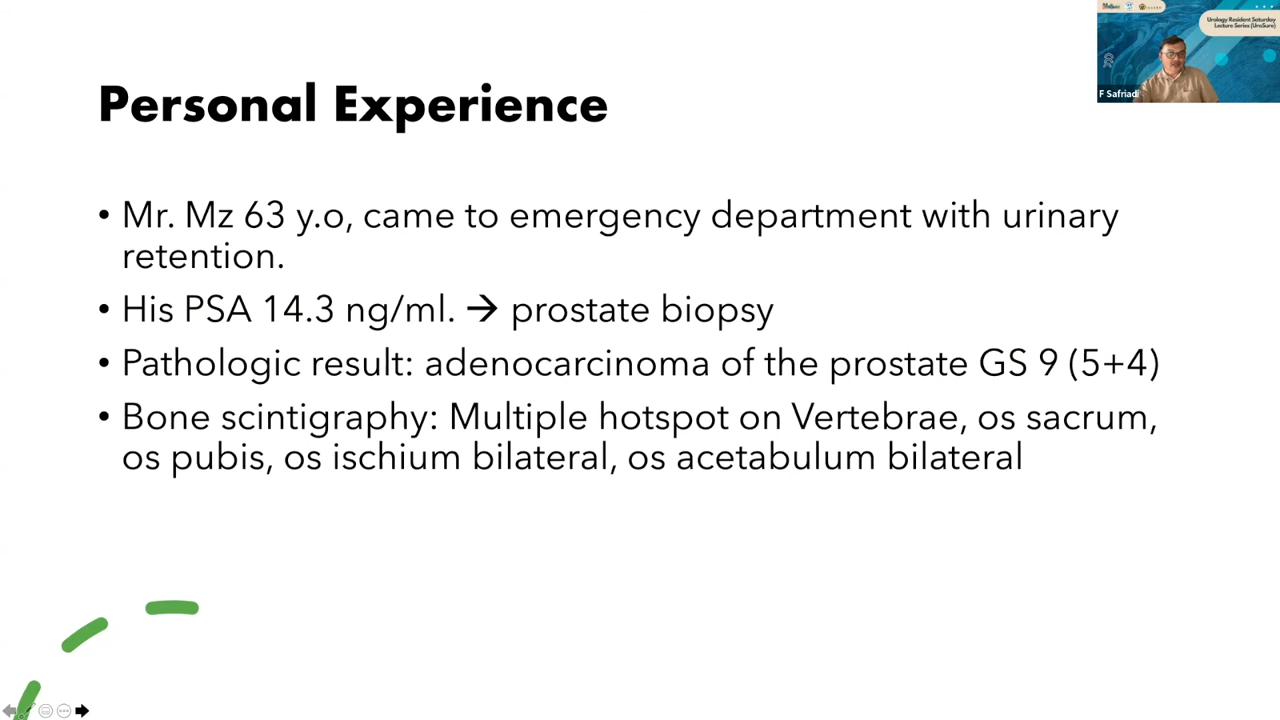 Urology Resident Saturday
Lecture Series (UroSure)
F Safriadi
Personal Experience
• Mr. Mz 63 y.o, came to emergency department with urinary
retention.
• His PSA 14.3 ng/ml. → prostate biopsy
• Pathologic result: adenocarcinoma of the prostate GS 9 (5+4)
• Bone scintigraphy: Multiple hotspot on Vertebrae, os sacrum,
os pubis, os ischium bilateral, os acetabulum bilateral